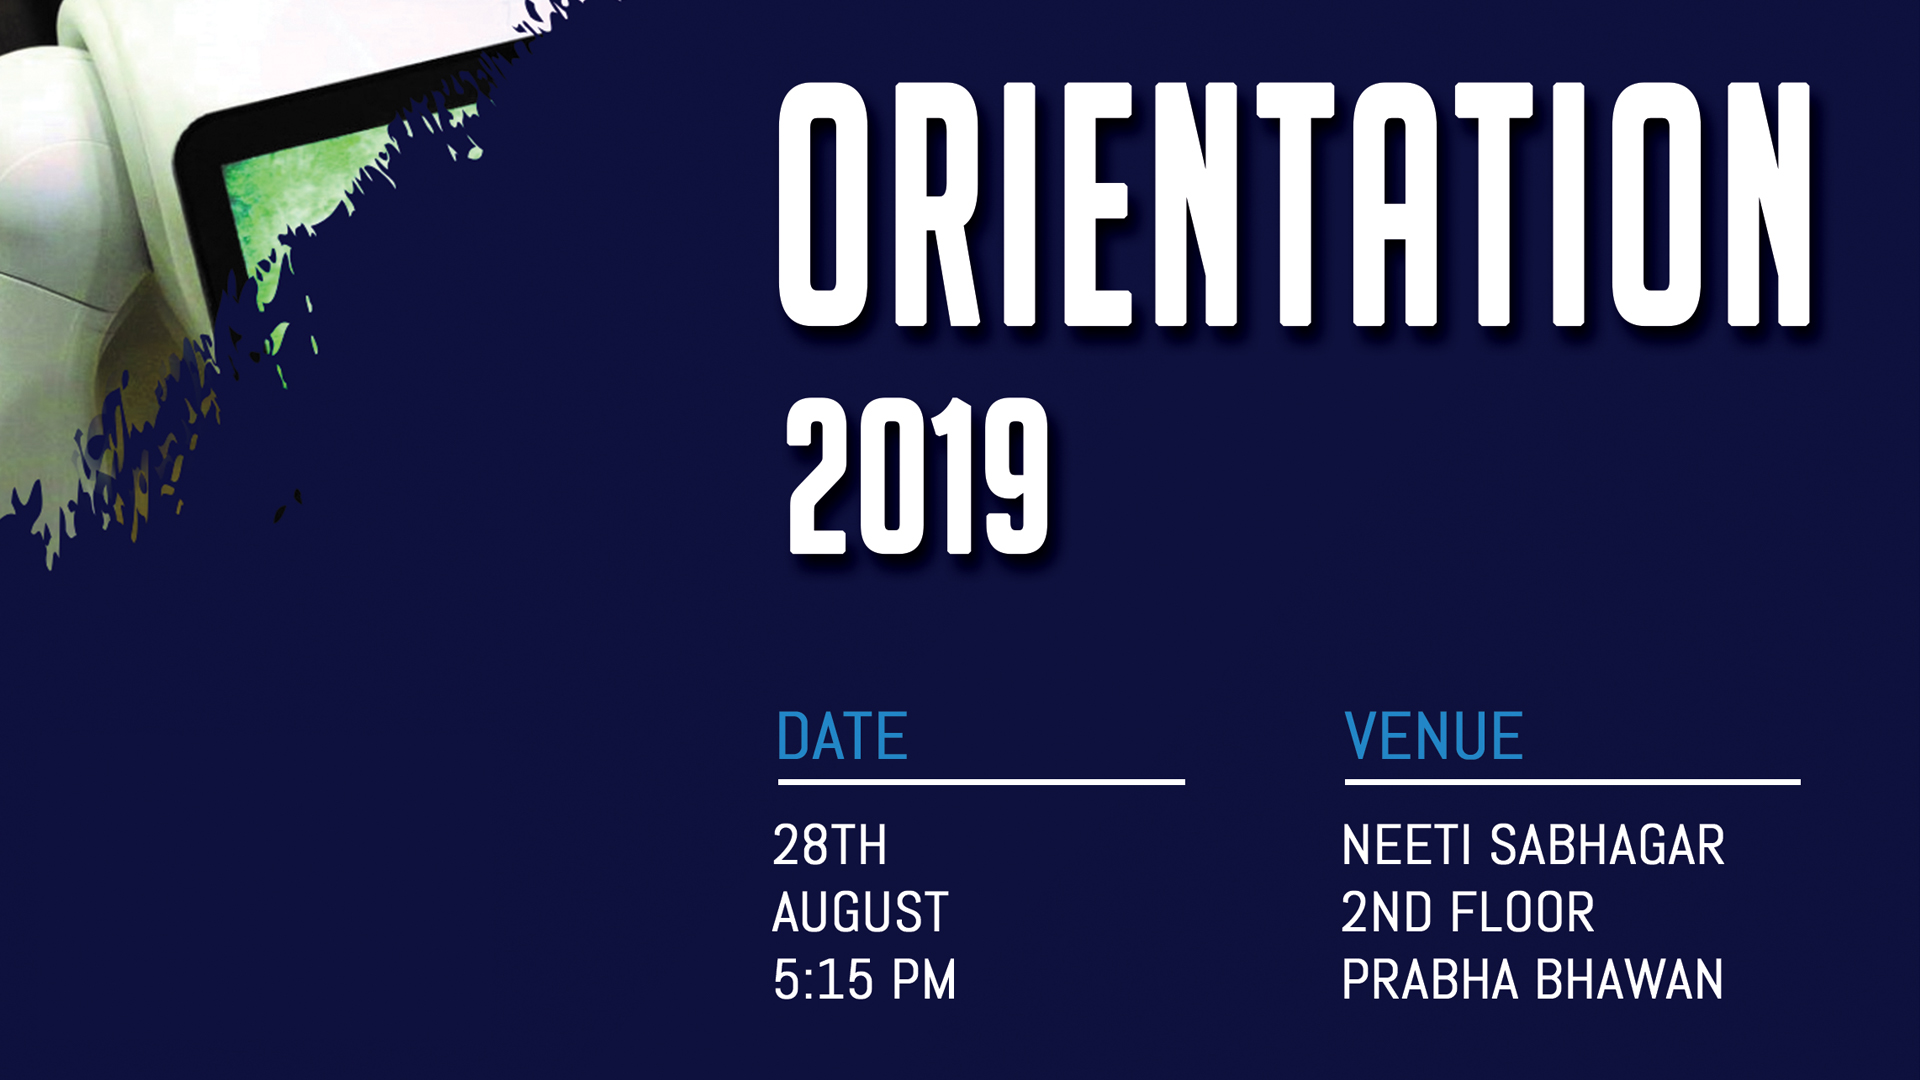 ORIENTATION
2019
DATE
28TH
AUGUST
5:15 PM
VENUE
NEETI SABHAGAR
2ND FLOOR
PRABHA BHAWAN